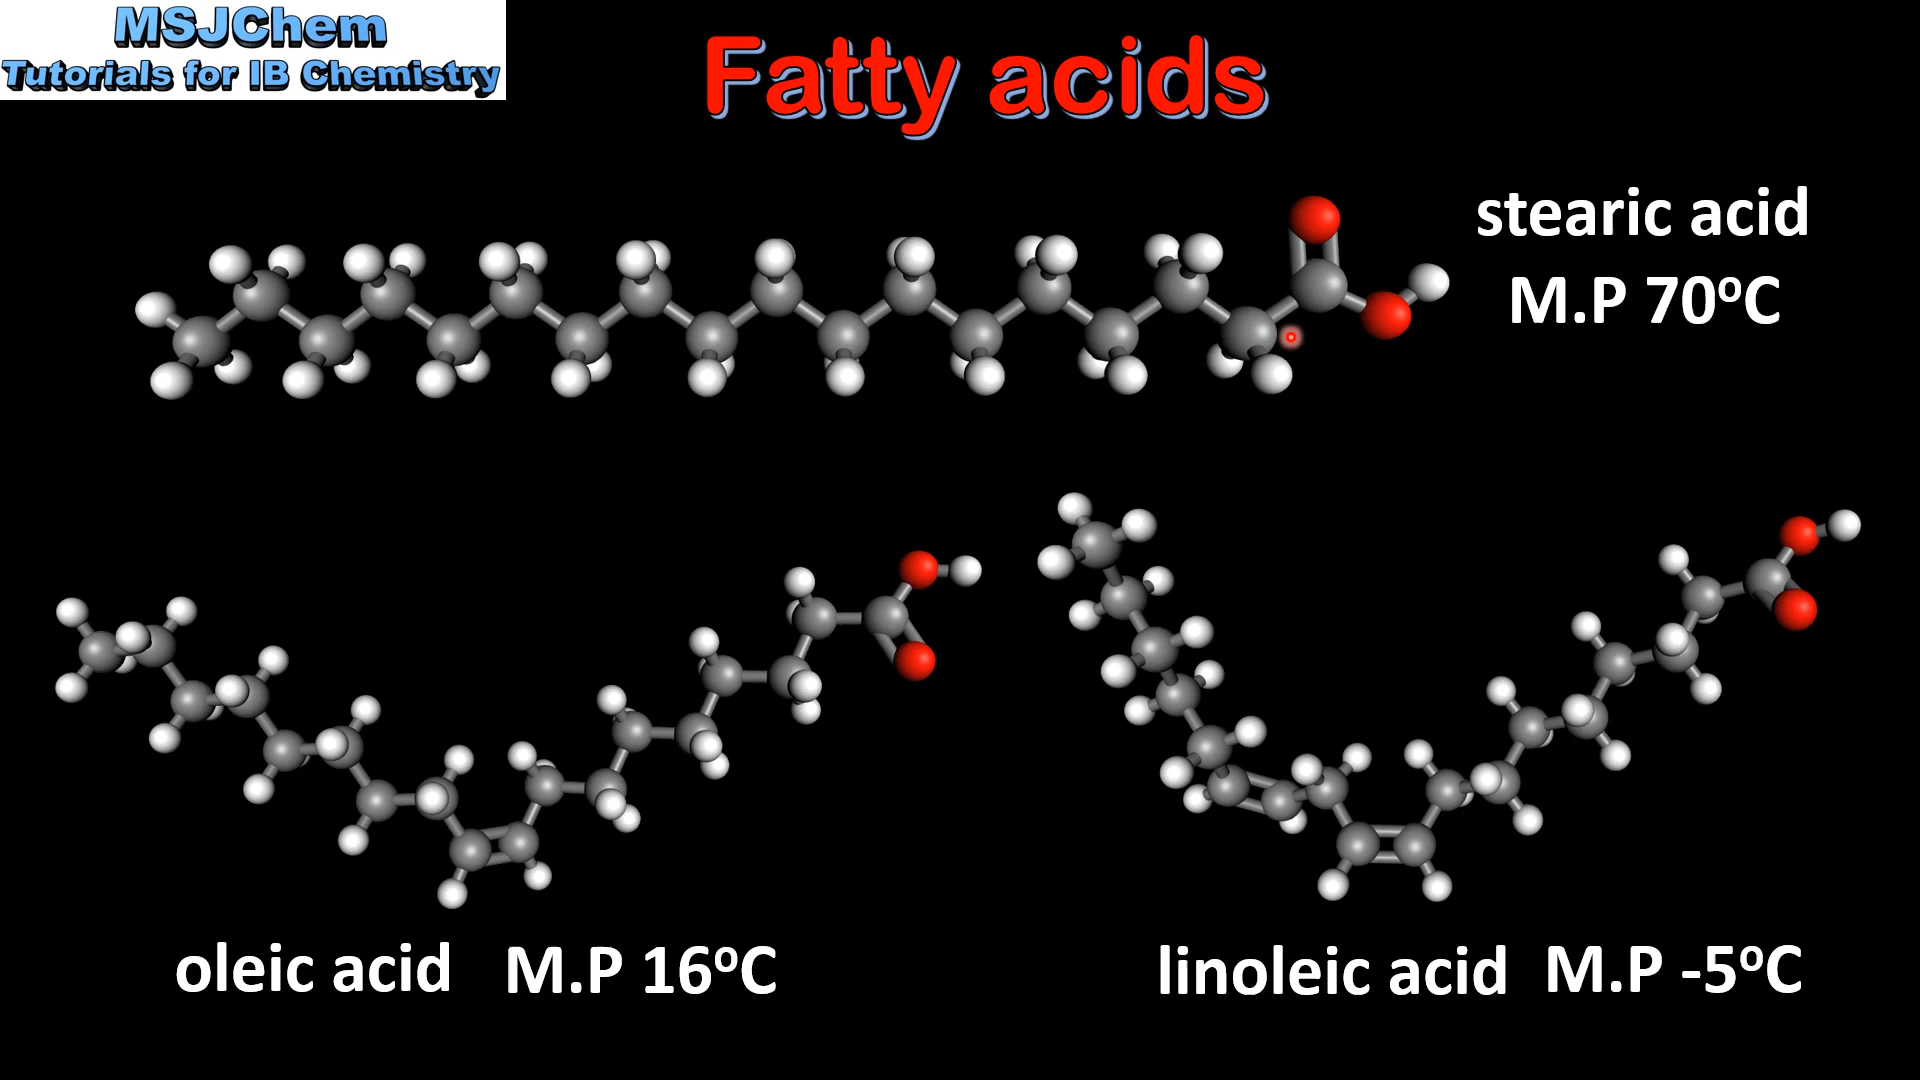 MSJChem
Tutorials for IB Chemistry
Fatty acids
stearic acid
M.P 70ºC
oleic acid M.P 16ºC
linoleic acid M.P -5ºC